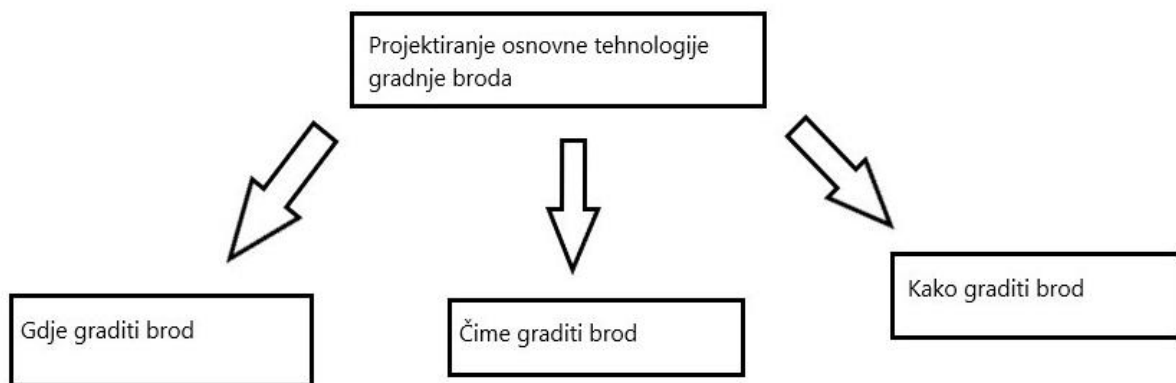 Projektiranje osnovne tehnologije
gradnje broda
Gdje graditi brod
Čime graditi brod
Kako graditi brod